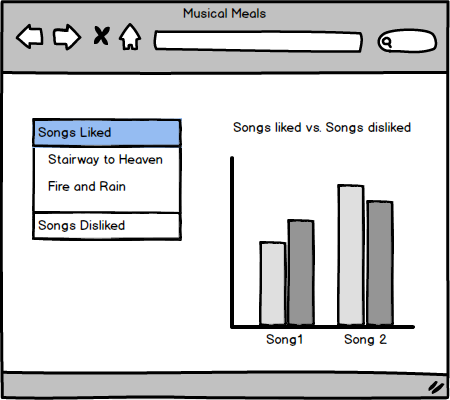 Musical Meals
Songs Liked
Stairway to Heaven
Fire and Rain
Songs Disliked
Songs liked vs. Songs disliked
Song1
Song 2